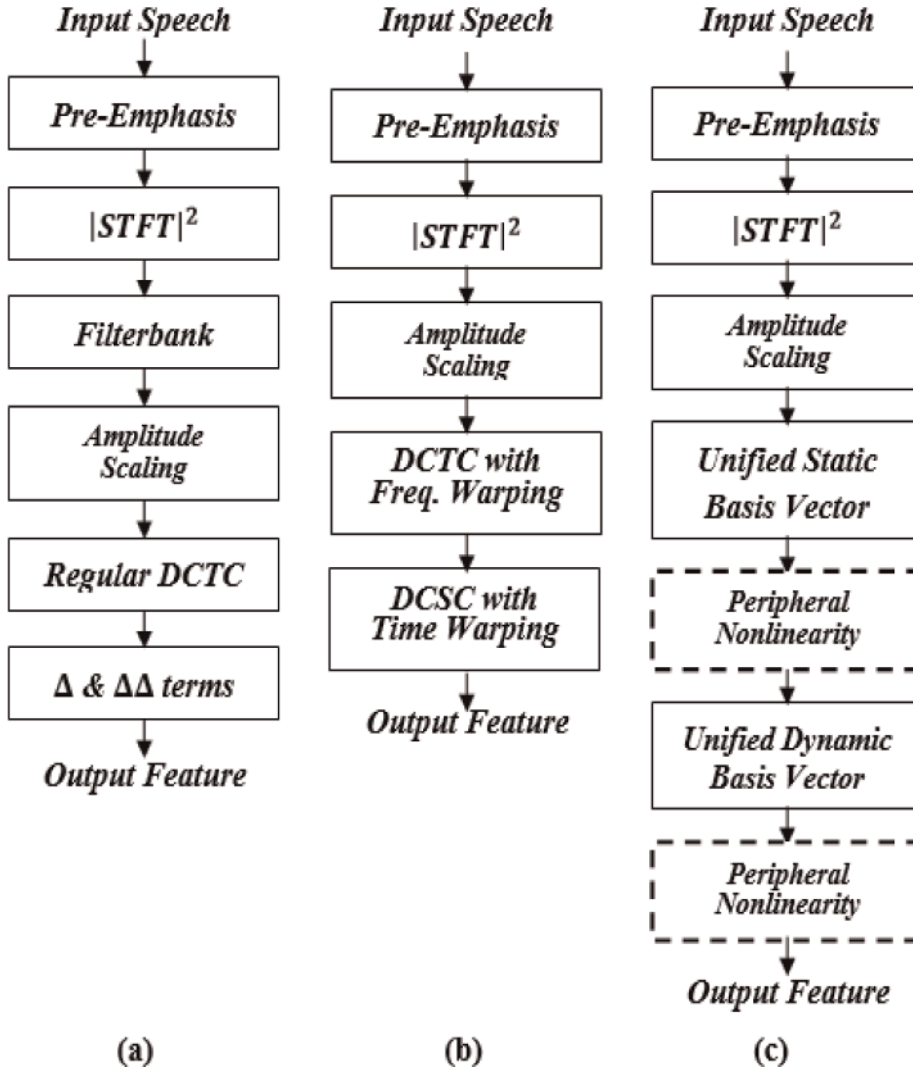 Input Speech
Pre-Emphasis
|STFT|²
Filterbank
Amplitude
Scaling
Regular DCTC
Δ & ΔΔ terms
Output Feature
(a)
Input Speech
Pre-Emphasis
|STFT|²
Amplitude
Scaling
DCTC with
Freq. Warping
DCSC with
Time Warping
Output Feature
(b)
Input Speech
Pre-Emphasis
|STFT|²
Amplitude
Scaling
Unified Static
Basis Vector
Peripheral
Nonlinearity
Unified Dynamic
Basis Vector
Peripheral
Nonlinearity
Output Feature
(c)